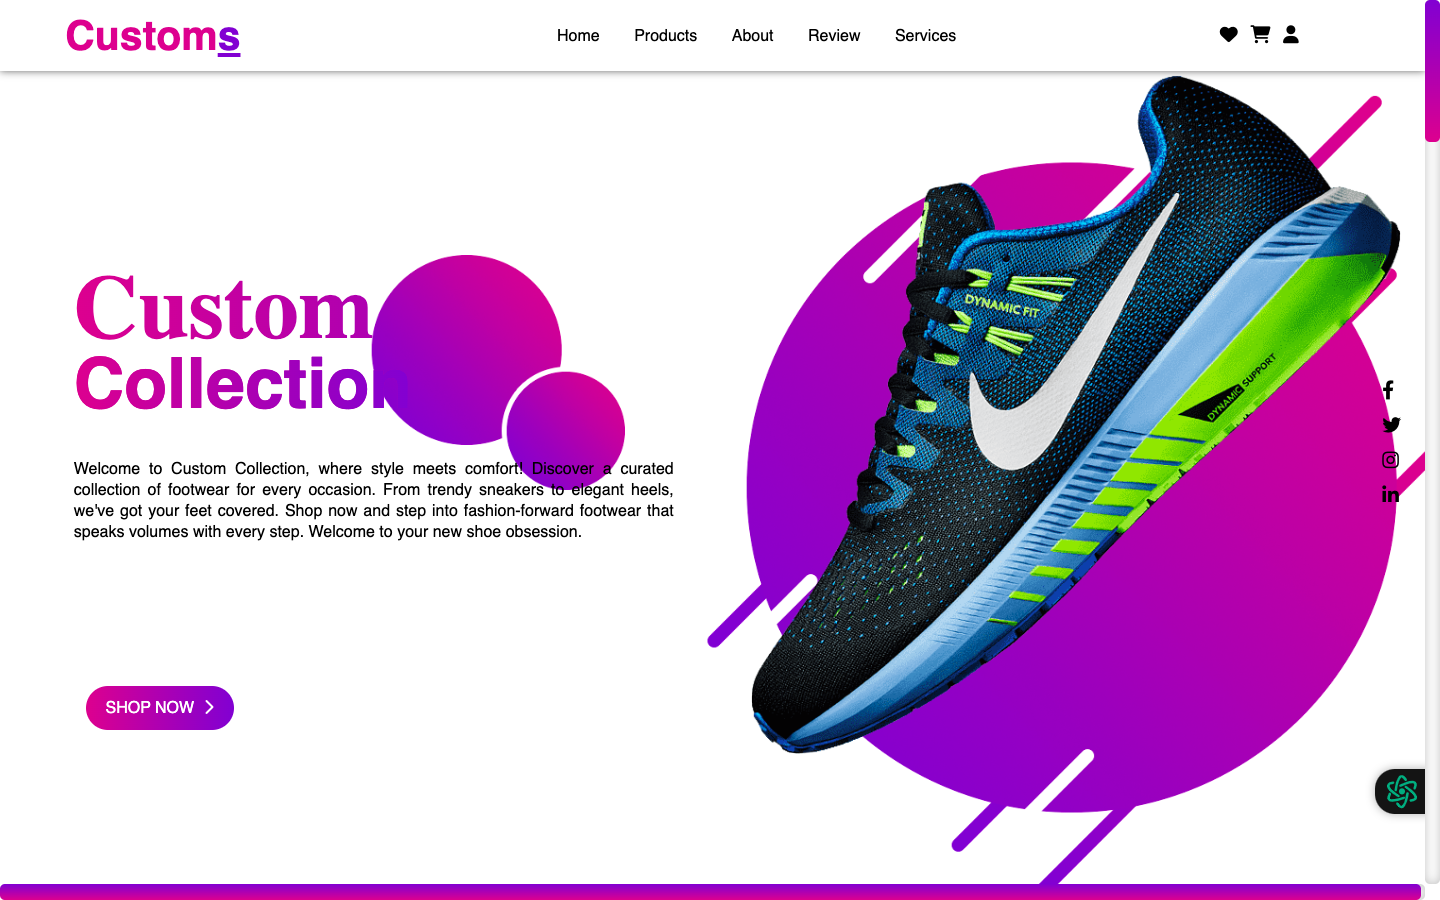 Customs
Home Products About Review Services
Custom
Collection
Welcome to Custom Collection, where style meets comfort! Discover a curated
collection of footwear for every occasion. From trendy sneakers to elegant heels,
we've got your feet covered. Shop now and step into fashion-forward footwear that
speaks volumes with every step. Welcome to your new shoe obsession.
SHOP NOW
DYNAMIC FIT
DYNAMIC SUPPORT